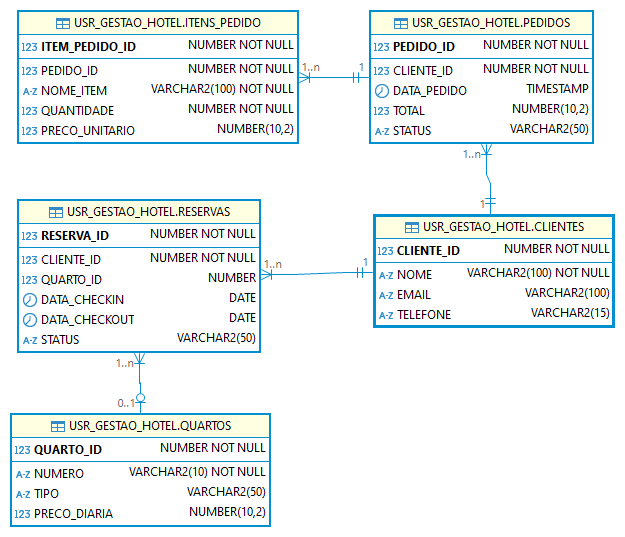 USR_GESTAO_HOTEL.ITENS_PEDIDO
123 ITEM_PEDIDO_ID NUMBER NOT NULL
123 PEDIDO_ID NUMBER NOT NULL
A-Z NOME_ITEM VARCHAR2(100) NOT NULL
123 QUANTIDADE NUMBER NOT NULL
123 PRECO_UNITARIO NUMBER(10,2)
1..n
1
USR_GESTAO_HOTEL.PEDIDOS
123 PEDIDO_ID NUMBER NOT NULL
123 CLIENTE_ID NUMBER NOT NULL
DATA_PEDIDO TIMESTAMP
123 TOTAL NUMBER(10,2)
A-Z STATUS VARCHAR2(50)
1..n
1
USR_GESTAO_HOTEL.RESERVAS
123 RESERVA_ID NUMBER NOT NULL
123 CLIENTE_ID NUMBER NOT NULL
123 QUARTO_ID NUMBER
DATA_CHECKIN DATE
DATA_CHECKOUT DATE
A-Z STATUS VARCHAR2(50)
1..n
1
USR_GESTAO_HOTEL.CLIENTES
123 CLIENTE_ID NUMBER NOT NULL
A-Z NOME VARCHAR2(100) NOT NULL
A-Z EMAIL VARCHAR2(100)
A-Z TELEFONE VARCHAR2(15)
1..n
0..1
USR_GESTAO_HOTEL.QUARTOS
123 QUARTO_ID NUMBER NOT NULL
A-Z NUMERO VARCHAR2(10) NOT NULL
A-Z TIPO VARCHAR2(50)
123 PRECO_DIARIA NUMBER(10,2)